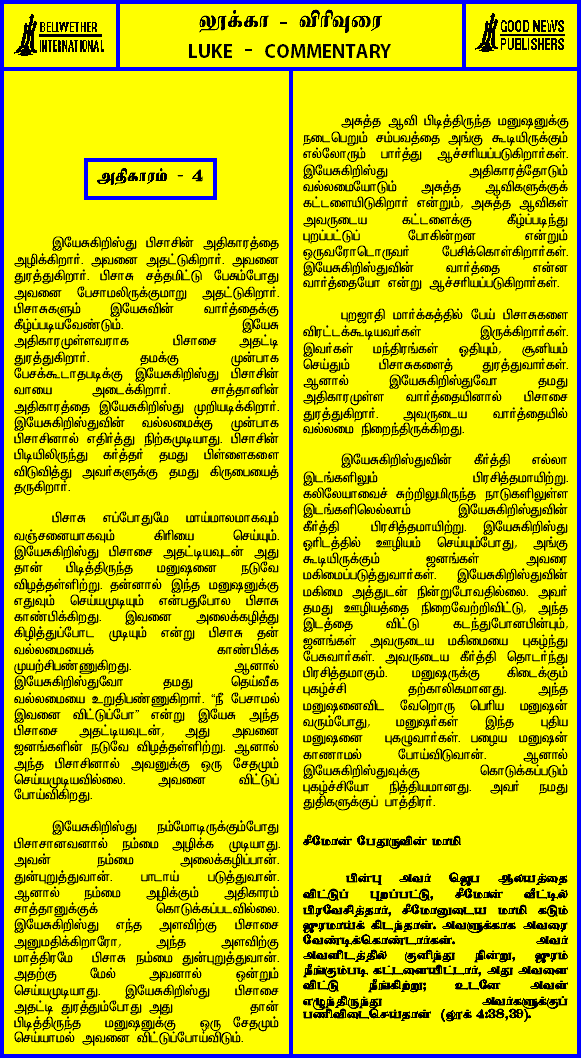 BELLWETHER
INTERNATIONAL
லூக்கா - விரிவுரை
LUKE - COMMENTARY
GOOD NEWS
PUBLISHERS
அதிகாரம் - 4
இயேசுகிறிஸ்து பிசாசின் அதிகாரத்தை
அழிக்கிறார். அவனை அதட்டுகிறார். அவனை
துரத்துகிறார். பிசாசு சத்தமிட்டு பேசும்போது
அவனை பேசாமலிருக்குமாறு அதட்டுகிறார்.
பிசாசுகளும் இயேசுவின் வார்த்தைக்கு
கீழ்ப்படியவேண்டும். இயேசு
அதிகாரமுள்ளவராக பிசாசை அதட்டி
துரத்துகிறார். தமக்கு முன்பாக
பேசக்கூடாதபடிக்கு இயேசுகிறிஸ்து பிசாசின்
வாயை அடைக்கிறார். சாத்தானின்
அதிகாரத்தை இயேசுகிறிஸ்து முறியடிக்கிறார்.
இயேசுகிறிஸ்துவின் வல்லமைக்கு முன்பாக
பிசாசினால் எதிர்த்து நிற்கமுடியாது. பிசாசின்
பிடியிலிருந்து கர்த்தர் தமது பிள்ளைகளை
விடுவித்து அவர்களுக்கு தமது கிருபையைத்
தருகிறார்.
பிசாசு எப்போதுமே மாய்மாலமாகவும்
வஞ்சனையாகவும் கிரியை செய்யும்.
இயேசுகிறிஸ்து பிசாசை அதட்டியவுடன் அது
தான் பிடித்திருந்த மனுஷனை நடுவே
விழத்தள்ளிற்று. தன்னால் இந்த மனுஷனுக்கு
எதுவும் செய்யமுடியும் என்பதுபோல பிசாசு
காண்பிக்கிறது. இவனை அலைக்கழித்து
கிழித்துப்போட முடியும் என்று பிசாசு தன்
வல்லமையைக் காண்பிக்க
முயற்சிபண்ணுகிறது. ஆனால்
இயேசுகிறிஸ்துவோ தமது தெய்வீக
வல்லமையை உறுதிபண்ணுகிறார். “நீ பேசாமல்
இவனை விட்டுப்போ” என்று இயேசு அந்த
பிசாசை அதட்டியவுடன், அது அவனை
ஜனங்களின் நடுவே விழத்தள்ளிற்று. ஆனால்
அந்த பிசாசினால் அவனுக்கு ஒரு சேதமும்
செய்யமுடியவில்லை. அவனை விட்டுப்
போய்விகிறது.
இயேசுகிறிஸ்து நம்மோடிருக்கும்போது
பிசாசானவனால் நம்மை அழிக்க முடியாது.
அவன் நம்மை அலைக்கழிப்பான்.
துன்புறுத்துவான். பாடாய் படுத்துவான்.
ஆனால் நம்மை அழிக்கும் அதிகாரம்
சாத்தானுக்குக் கொடுக்கப்படவில்லை.
இயேசுகிறிஸ்து எந்த அளவிற்கு பிசாசை
அனுமதிக்கிறாரோ, அந்த அளவிற்கு
மாத்திரமே பிசாசு நம்மை துன்புறுத்துவான்.
அதற்கு மேல் அவனால் ஒன்றும்
செய்யமுடியாது. இயேசுகிறிஸ்து பிசாசை
அதட்டி துரத்தும்போது அது தான்
பிடித்திருந்த மனுஷனுக்கு ஒரு சேதமும்
செய்யாமல் அவனை விட்டுப்போய்விடும்.
அசுத்த ஆவி பிடித்திருந்த மனுஷனுக்கு
நடைபெறும் சம்பவத்தை அங்கு கூடியிருக்கும்
எல்லோரும் பார்த்து ஆச்சரியப்படுகிறார்கள்.
இயேசுகிறிஸ்து அதிகாரத்தோடும்
வல்லமையோடும் அசுத்த ஆவிகளுக்குக்
கட்டளையிடுகிறார் என்றும், அசுத்த ஆவிகள்
அவருடைய கட்டளைக்கு கீழ்ப்படிந்து
புறப்பட்டுப் போகின்றன என்றும்
ஒருவரோடொருவர் பேசிக்கொள்கிறார்கள்.
இயேசுகிறிஸ்துவின் வார்த்தை என்ன
வார்த்தையோ என்று ஆச்சரியப்படுகிறார்கள்.
புறஜாதி மார்க்கத்தில் பேய் பிசாசுகளை
விரட்டக்கூடியவர்கள் இருக்கிறார்கள்.
இவர்கள் மந்திரங்கள் ஓதியும், சூனியம்
செய்தும் பிசாசுகளைத் துரத்துவார்கள்.
ஆனால் இயேசுகிறிஸ்துவோ தமது
அதிகாரமுள்ள வார்த்தையினால் பிசாசை
துரத்துகிறார். அவருடைய வார்த்தையில்
வல்லமை நிறைந்திருக்கிறது.
இயேசுகிறிஸ்துவின் கீர்த்தி எல்லா
இடங்களிலும் பிரசித்தமாயிற்று.
கலிலேயாவைச் சுற்றிலுமிருந்த நாடுகளிலுள்ள
இடங்களிலெல்லாம் இயேசுகிறிஸ்துவின்
கீர்த்தி பிரசித்தமாயிற்று. இயேசுகிறிஸ்து
ஓரிடத்தில் ஊழியம் செய்யும்போது, அங்கு
கூடியிருக்கும் ஜனங்கள் அவரை
மகிமைப்படுத்துவார்கள். இயேசுகிறிஸ்துவின்
மகிமை அத்துடன் நின்றுபோவதில்லை. அவர்
தமது ஊழியத்தை நிறைவேற்றிவிட்டு, அந்த
இடத்தை விட்டு கடந்துபோனபின்பும்,
ஜனங்கள் அவருடைய மகிமையை புகழ்ந்து
பேசுவார்கள். அவருடைய கீர்த்தி தொடர்ந்து
பிரசித்தமாகும். மனுஷருக்கு கிடைக்கும்
புகழ்ச்சி தற்காலிகமானது. அந்த
மனுஷனைவிட வேறொரு பெரிய மனுஷன்
வரும்போது, மனுஷர்கள் இந்த புதிய
மனுஷனை புகழுவார்கள். பழைய மனுஷன்
காணாமல் போய்விடுவான். ஆனால்
இயேசுகிறிஸ்துவுக்கு கொடுக்கப்படும்
புகழ்ச்சியோ நித்தியமானது. அவர் நமது
துதிகளுக்குப் பாத்திரர்.
சீமோன் பேதுருவின் மாமி
பின்பு அவர் ஜெப ஆலயத்தை
விட்டுப் புறப்பட்டு, சீமோன் வீட்டில்
பிரவேசித்தார், சீமோனுடைய மாமி கடும்
ஜுரமாய்க் கிடந்தாள். அவளுக்காக அவரை
வேண்டிக்கொண்டார்கள். அவர்
அவளிடத்தில் குனிந்து நின்று, ஜுரம்
நீங்கும்படி கட்டளையிட்டார், அது அவளை
விட்டு நீங்கிற்று; உடனே அவள்
எழுந்திருந்து அவர்களுக்குப்
பணிவிடைசெய்தாள் (லூக் 4:38,39).